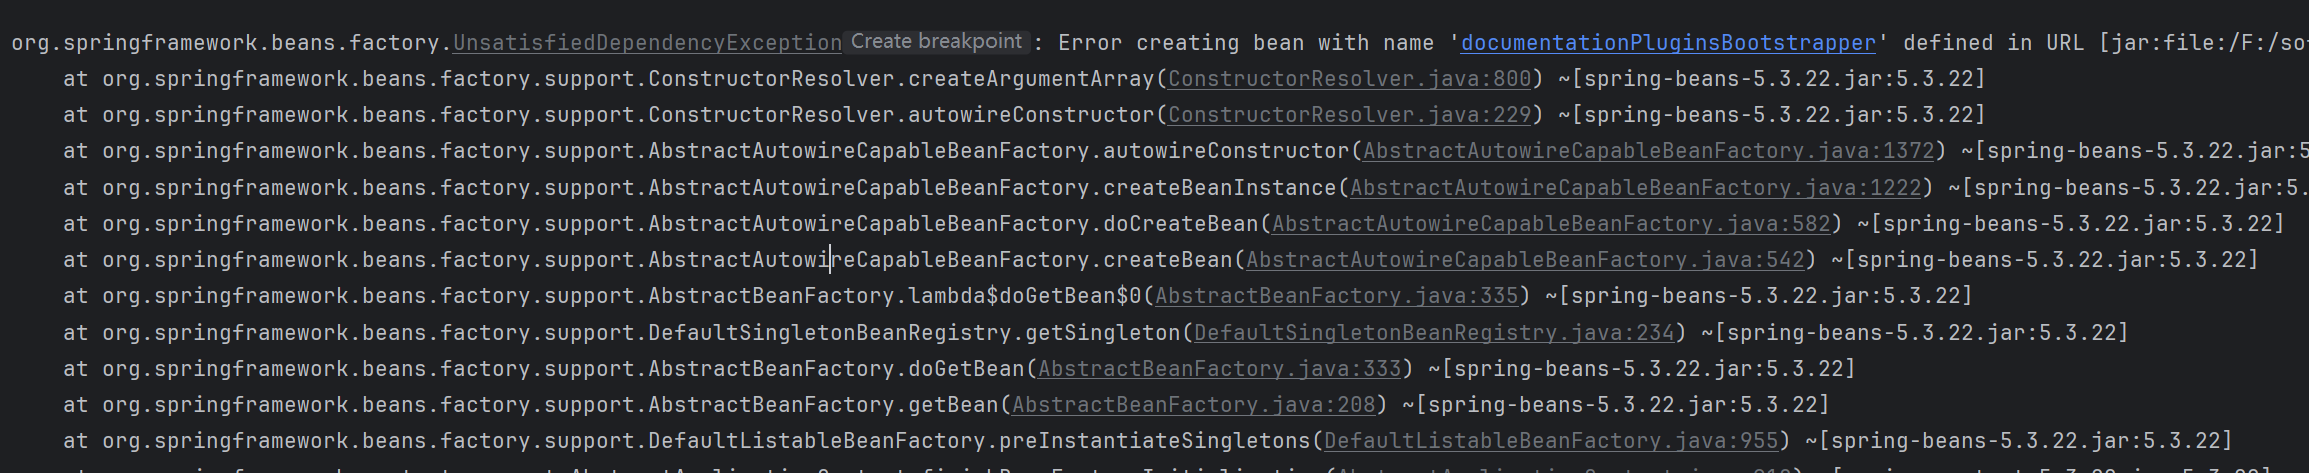 org.springframework.beans.factory.UnsatisfiedDependencyException Create breakpoint : Error creating bean with name 'documentationPluginsBootstrapper' defined in URL [jar:file:/F:/so
at org.springframework.beans.factory.support.ConstructorResolver.createArgumentArray(ConstructorResolver.java:800) ~[spring-beans-5.3.22.jar:5.3.22]
at org.springframework.beans.factory.support.ConstructorResolver.autowireConstructor(ConstructorResolver.java:229) ~[spring-beans-5.3.22.jar:5.3.22]
at org.springframework.beans.factory.support.AbstractAutowireCapableBeanFactory.autowireConstructor(AbstractAutowireCapableBeanFactory.java:1372) ~[spring-beans-5.3.22.jar:5
at org.springframework.beans.factory.support.AbstractAutowireCapableBeanFactory.createBeanInstance(AbstractAutowireCapableBeanFactory.java:1222) ~[spring-beans-5.3.22.jar:5.
at org.springframework.beans.factory.support.AbstractAutowireCapableBeanFactory.doCreateBean(AbstractAutowireCapableBeanFactory.java:582) ~[spring-beans-5.3.22.jar:5.3.22]
at org.springframework.beans.factory.support.AbstractAutowireCapableBeanFactory.createBean(AbstractAutowireCapableBeanFactory.java:542) ~[spring-beans-5.3.22.jar:5.3.22]
at org.springframework.beans.factory.support.AbstractBeanFactory.lambda$doGetBean$0(AbstractBeanFactory.java:335) ~[spring-beans-5.3.22.jar:5.3.22]
at org.springframework.beans.factory.support.DefaultSingletonBeanRegistry.getSingleton(DefaultSingletonBeanRegistry.java:234) ~[spring-beans-5.3.22.jar:5.3.22]
at org.springframework.beans.factory.support.AbstractBeanFactory.doGetBean(AbstractBeanFactory.java:333) ~[spring-beans-5.3.22.jar:5.3.22]
at org.springframework.beans.factory.support.AbstractBeanFactory.getBean(AbstractBeanFactory.java:208) ~[spring-beans-5.3.22.jar:5.3.22]
at org.springframework.beans.factory.support.DefaultListableBeanFactory.preInstantiateSingletons(DefaultListableBeanFactory.java:955) ~[spring-beans-5.3.22.jar:5.3.22]